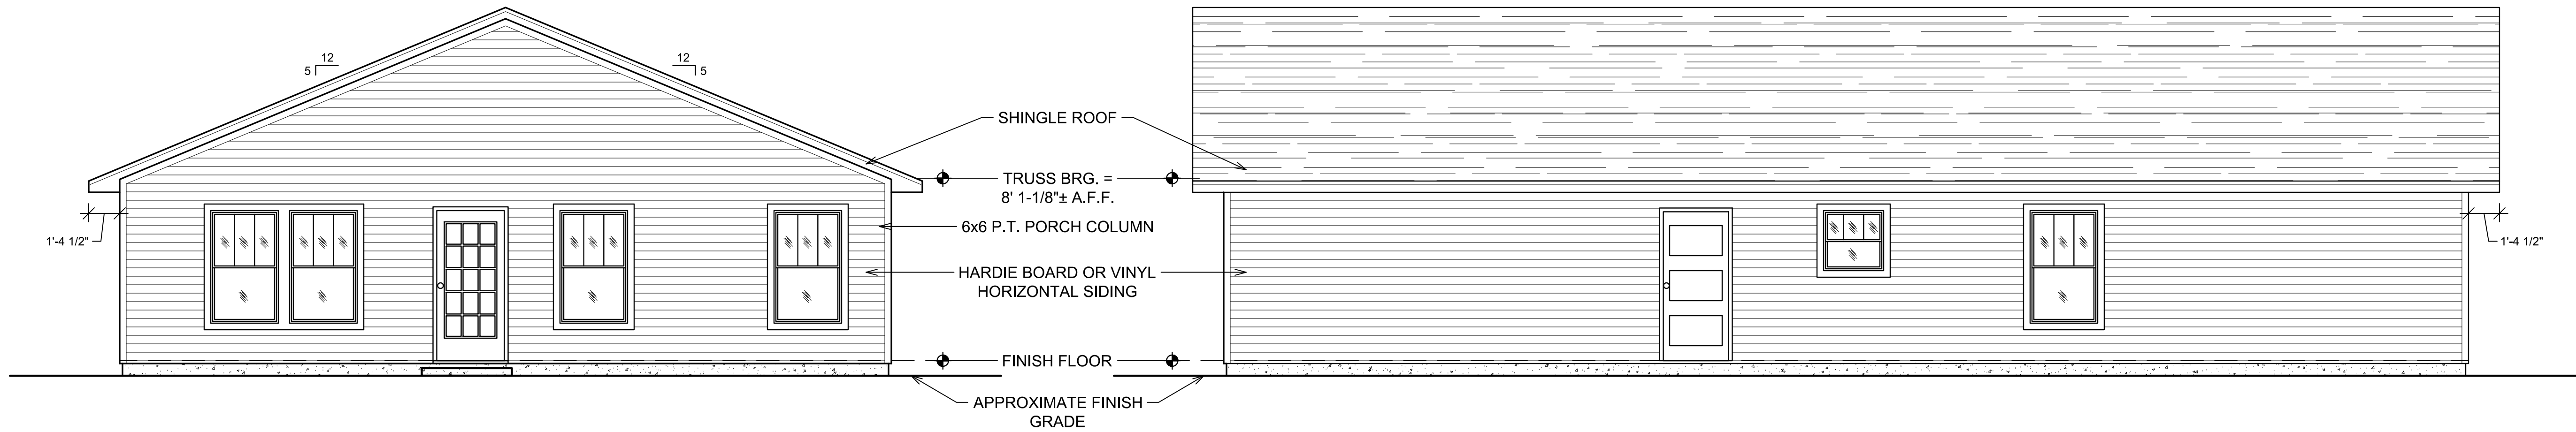 12
5
12
5
SHINGLE ROOF
TRUSS BRG. =
8' 1-1/8"± A.F.F.
6x6 P.T. PORCH COLUMN
1'-4 1/2"
1'-4 1/2"
HARDIE BOARD OR VINYL
HORIZONTAL SIDING
FINISH FLOOR
APPROXIMATE FINISH
GRADE